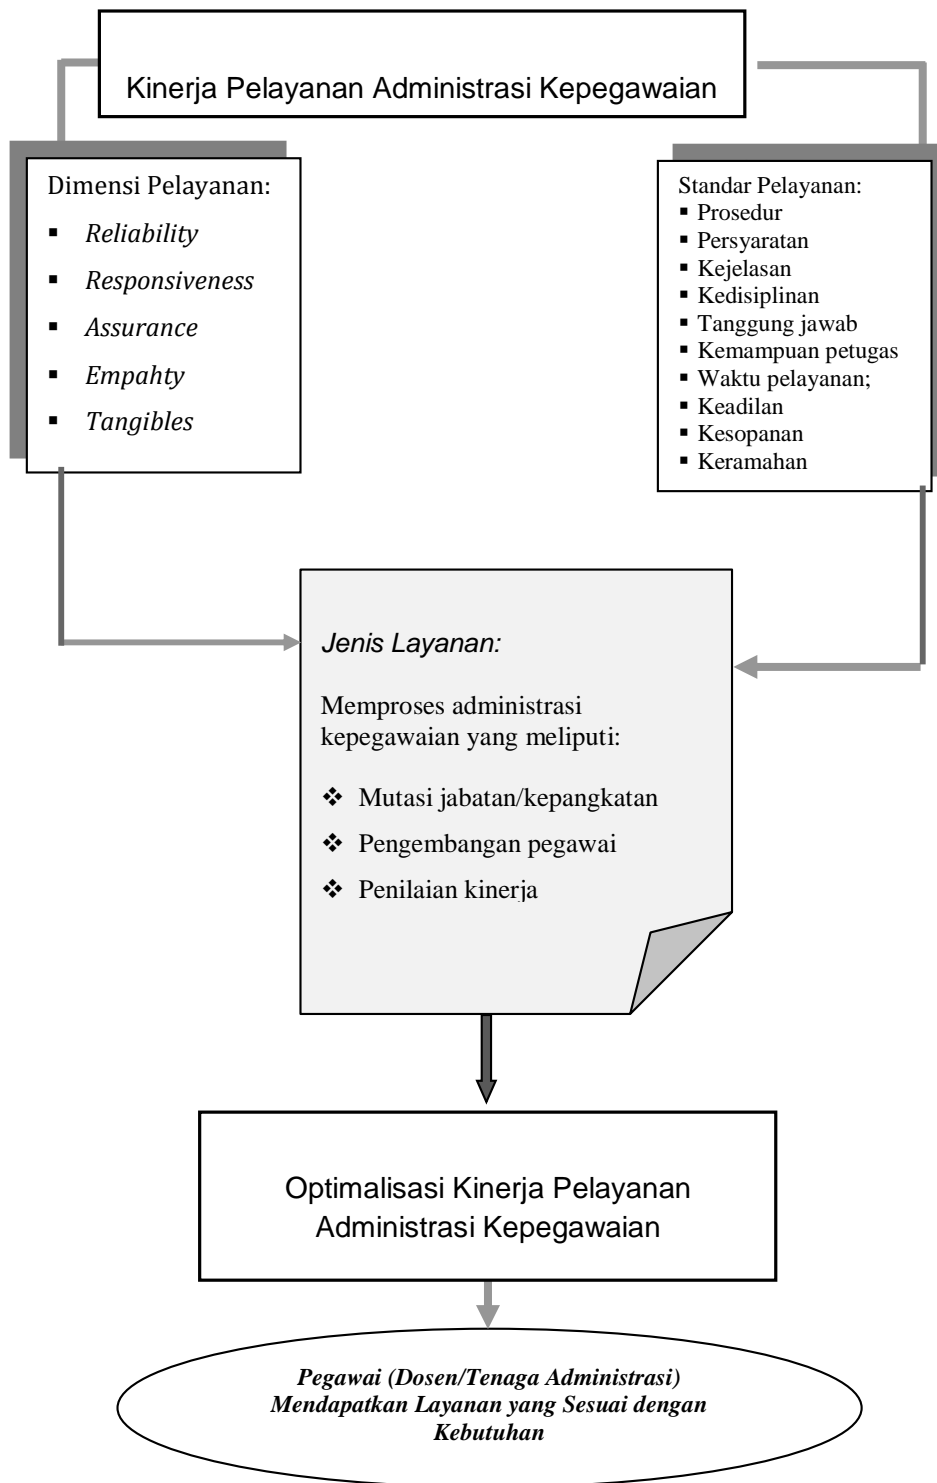 Kinerja Pelayanan Administrasi Kepegawaian
Dimensi Pelayanan:
▪ Reliability
▪ Responsiveness
▪ Assurance
▪ Empahty
▪ Tangibles
Standar Pelayanan:
▪ Prosedur
▪ Persyaratan
▪ Kejelasan
▪ Kedisiplinan
▪ Tanggung jawab
▪ Kemampuan petugas
▪ Waktu pelayanan;
▪ Keadilan
▪ Kesopanan
▪ Keramahan
Jenis Layanan:
Memproses administrasi
kepegawaian yang meliputi:
❖ Mutasi jabatan/kepangkatan
❖ Pengembangan pegawai
❖ Penilaian kinerja
Optimalisasi Kinerja Pelayanan
Administrasi Kepegawaian
Pegawai (Dosen/Tenaga Administrasi)
Mendapatkan Layanan yang Sesuai dengan
Kebutuhan